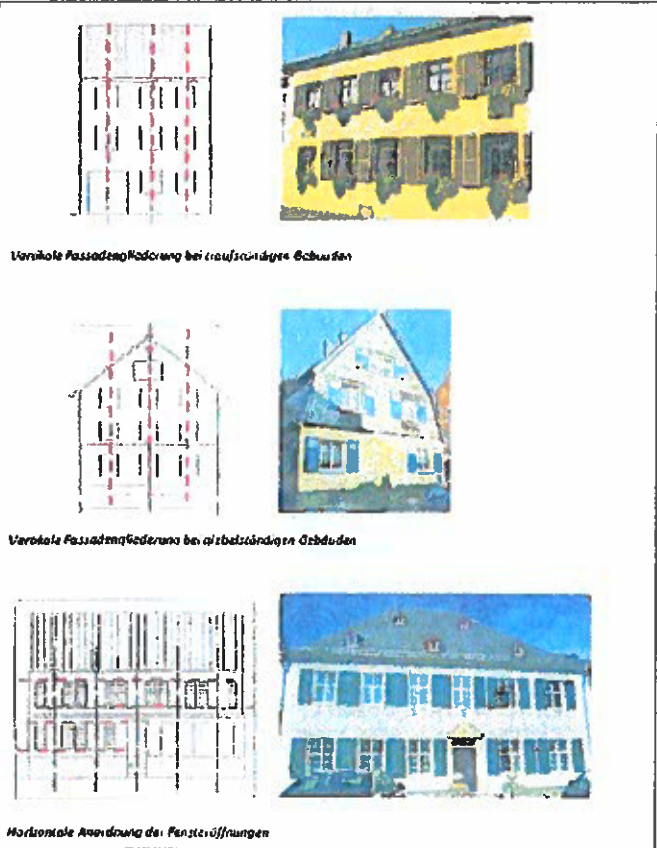 Vertikale Fassadengliederung bei traufständigen Gebäuden
Vertikale Fassadengliederung bei giebelständigen Gebäuden
Horizontale Anordnung der Fensteröffnungen